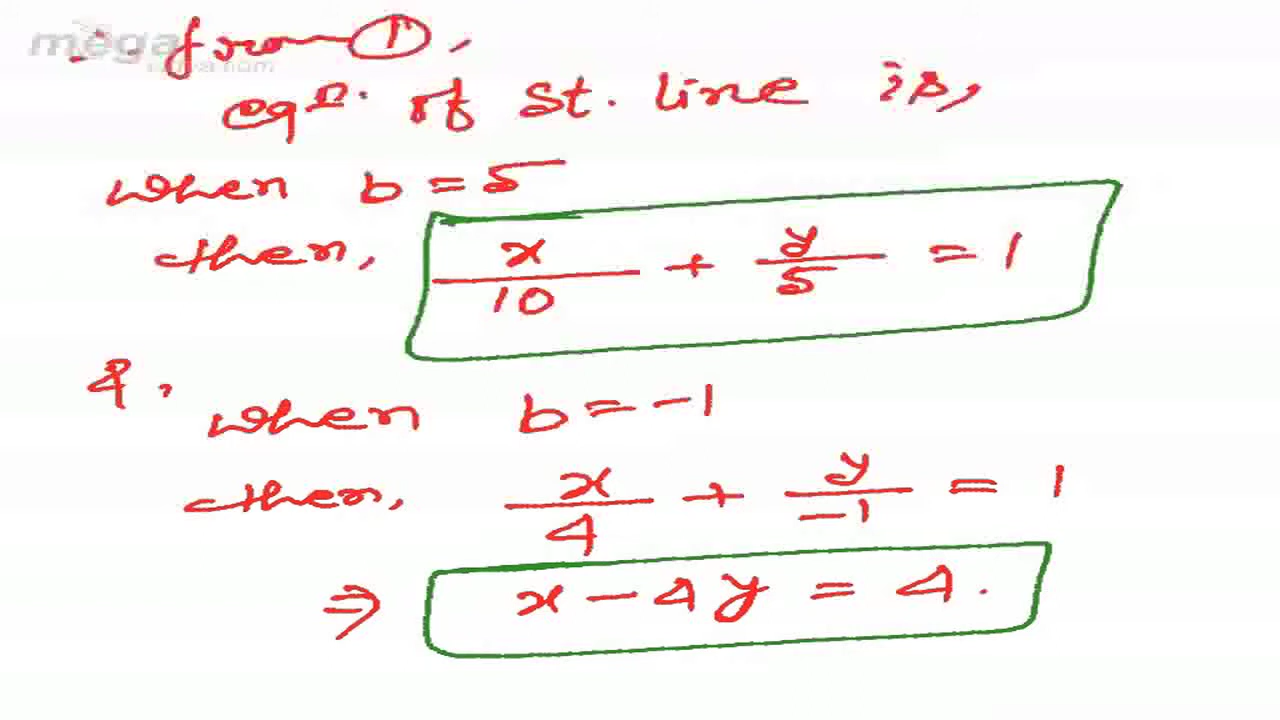 mega
∴ from ①,
eqⁿ. of st. line is,
when b = 5
then, x/10 + y/5 = 1
& , when b = -1
then, x/4 + y/-1 = 1
⇒ x - 4y = 4.